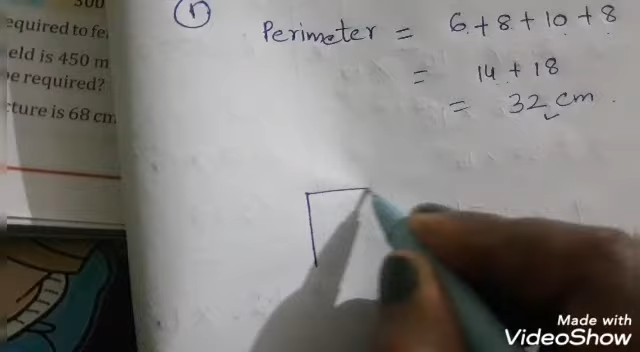 500
equired to fe
eld is 450 m
e required?
cture is 68 cm
Perimeter = 6 + 8 + 10 + 8
= 14 + 18
= 32 cm.
Made with
VideoShow